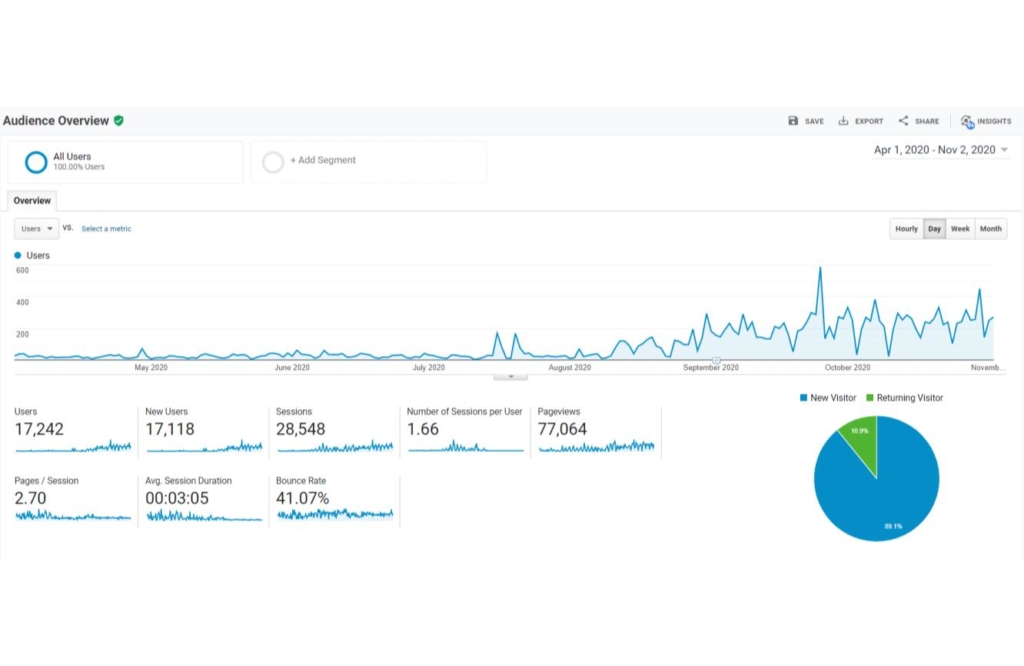 Audience Overview
SAVE EXPORT SHARE INSIGHTS
All Users
100.00% Users
+ Add Segment
Apr 1, 2020 - Nov 2, 2020
Overview
Users VS. Select a metric
Hourly Day Week Month
Users
600
400
200
May 2020 June 2020 July 2020 August 2020 September 2020 October 2020 Novemb...
New Visitor Returning Visitor
Users
17,242
New Users
17,118
Sessions
28,548
Number of Sessions per User
1.66
Pageviews
77,064
Pages / Session
2.70
Avg. Session Duration
00:03:05
Bounce Rate
41.07%
10.9%
89.1%